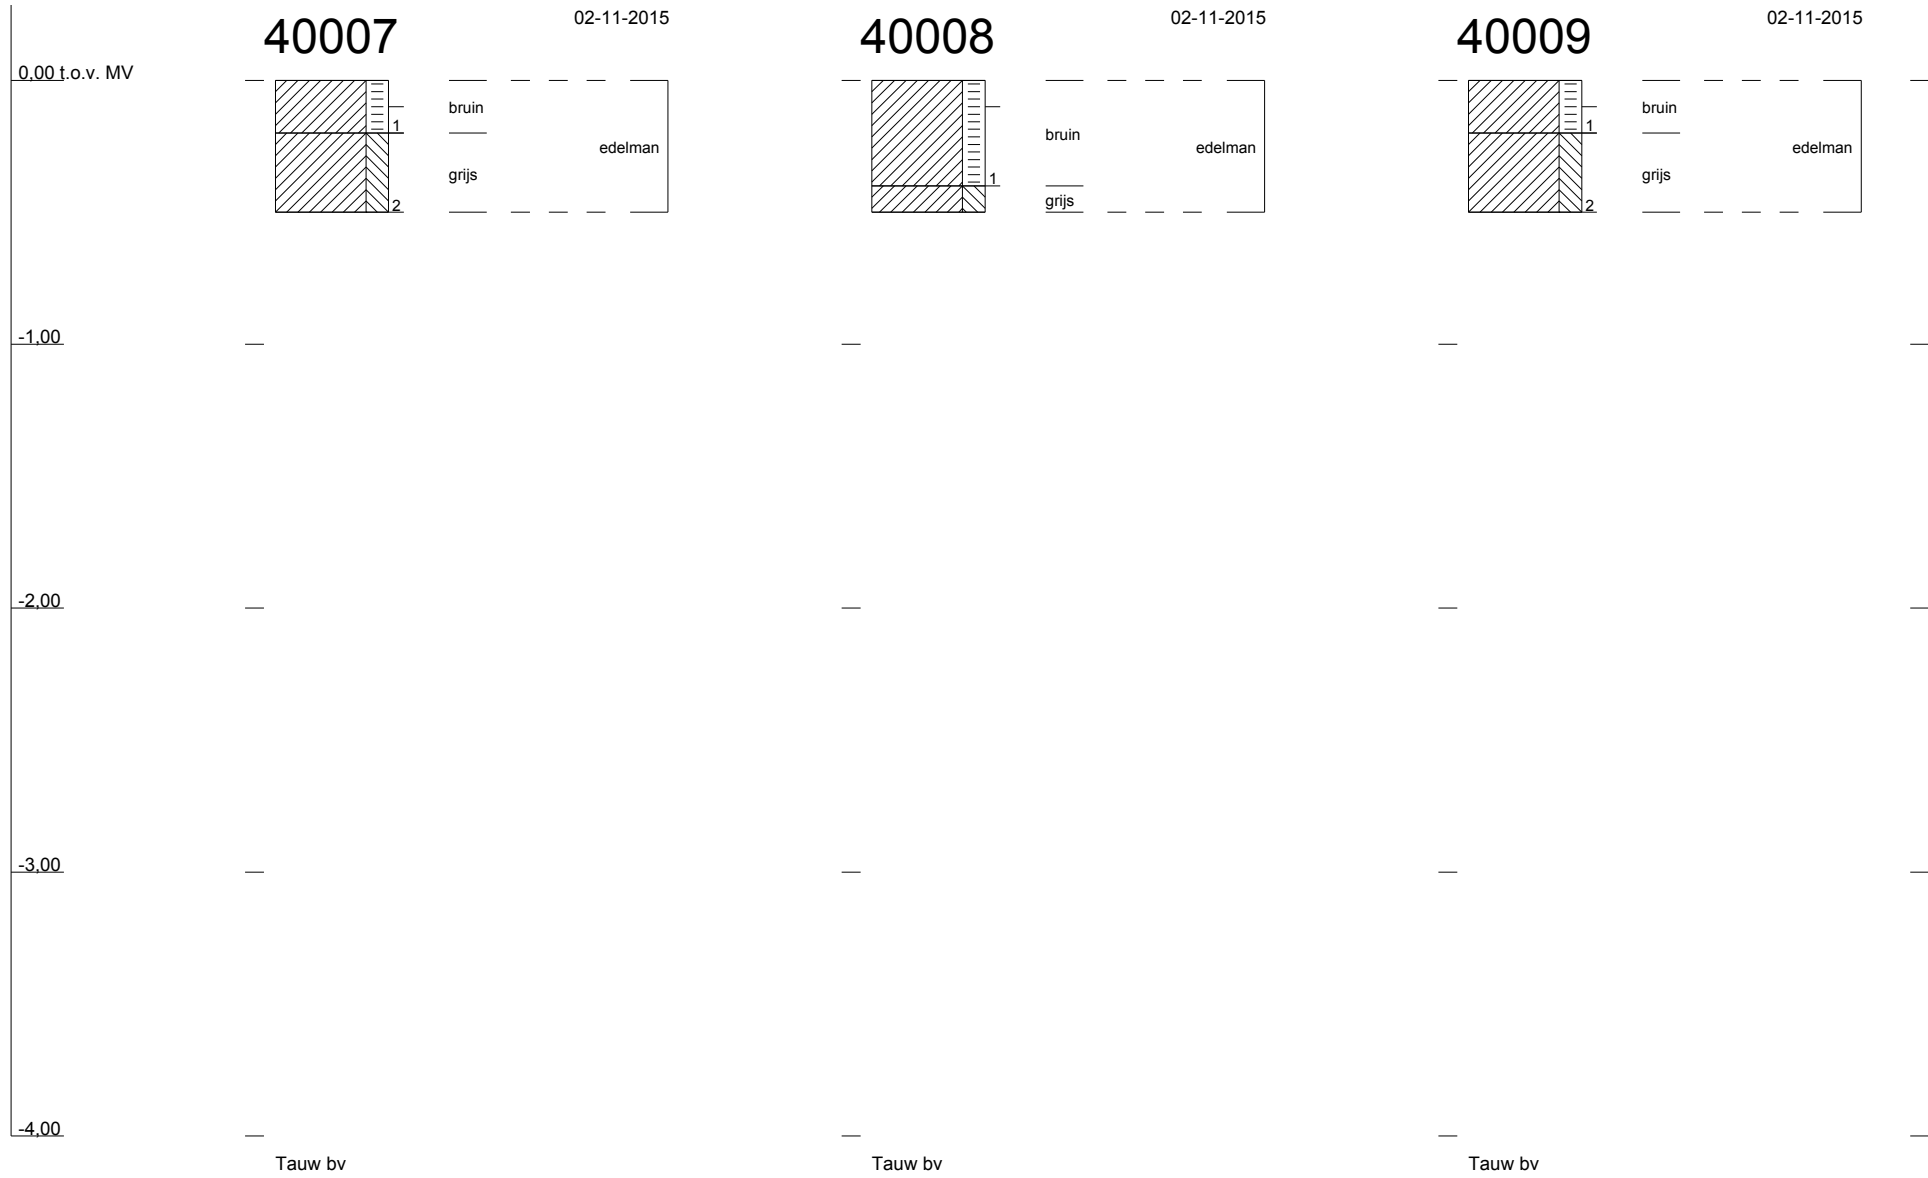 40007
02-11-2015
40008
02-11-2015
40009
02-11-2015
0,00 t.o.v. MV
bruin
1
edelman
grijs
2
bruin
edelman
1
grijs
bruin
1
edelman
grijs
2
-1,00
-2,00
-3,00
-4,00
Tauw bv
Tauw bv
Tauw bv